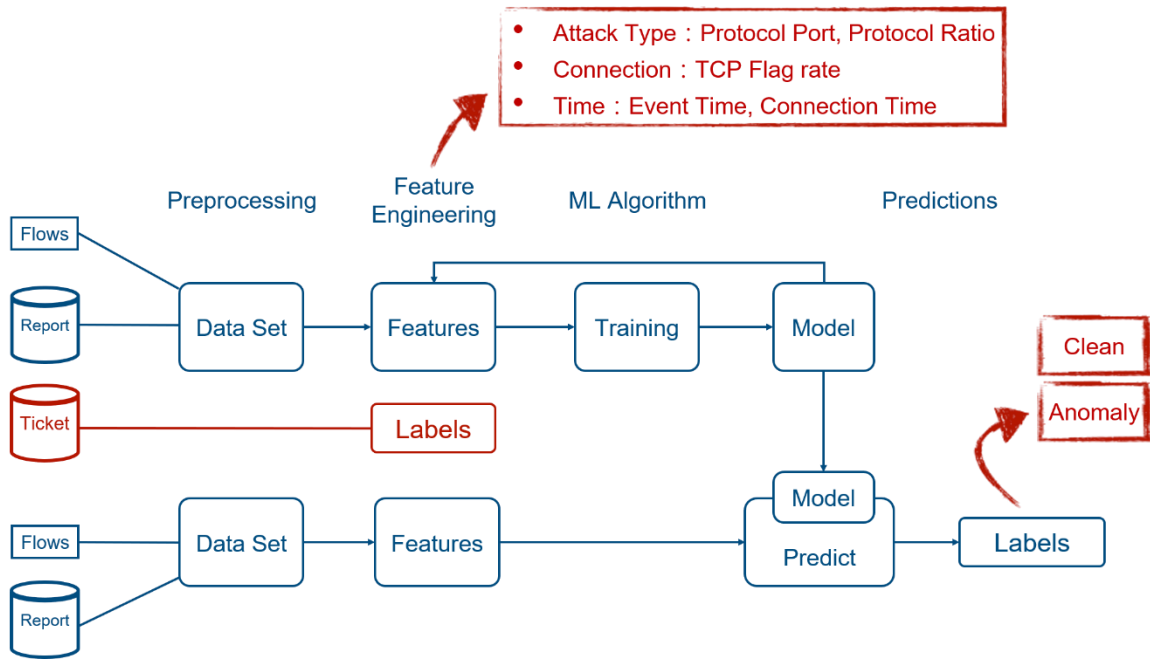 • Attack Type：Protocol Port, Protocol Ratio
• Connection：TCP Flag rate
• Time：Event Time, Connection Time
Preprocessing
Feature
Engineering
ML Algorithm
Predictions
Flows
Report
Data Set
Features
Training
Model
Clean
Anomaly
Ticket
Labels
Flows
Report
Data Set
Features
Model
Predict
Labels